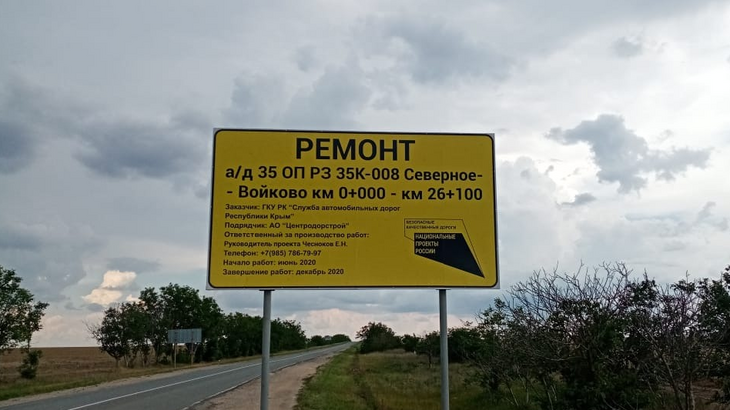 РЕМОНТ
а/д 35 ОП РЗ 35К-008 Северное-
- Войково км 0+000 - км 26+100
Заказчик: ГКУ РК "Служба автомобильных дорог
Республики Крым"
Подрядчик: АО "Центродорстрой"
Ответственный за производство работ:
Руководитель проекта Чесноков Е.Н.
Телефон: +7(985) 786-79-97
Начало работ: июнь 2020
Завершение работ: декабрь 2020
БЕЗОПАСНЫЕ
КАЧЕСТВЕННЫЕ ДОРОГИ
НАЦИОНАЛЬНЫЕ
ПРОЕКТЫ
РОССИИ